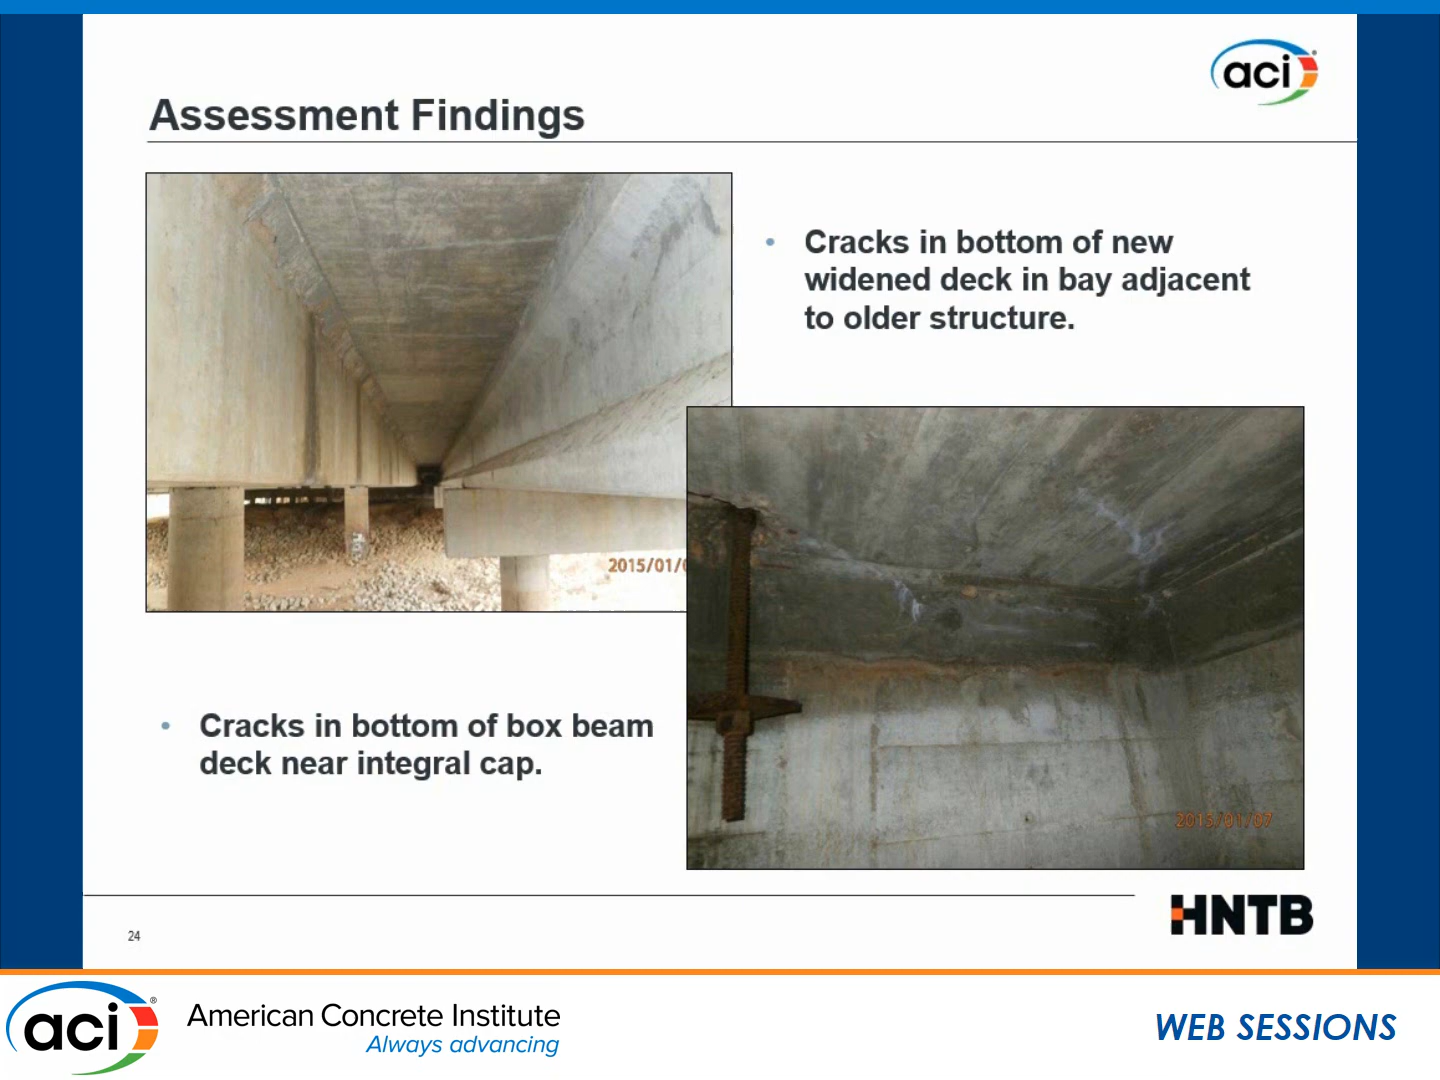 aci
Assessment Findings
• Cracks in bottom of new
widened deck in bay adjacent
to older structure.
2015/01/0
• Cracks in bottom of box beam
deck near integral cap.
2013/01/07
HNTB
24
aci®
American Concrete Institute
Always advancing
WEB SESSIONS